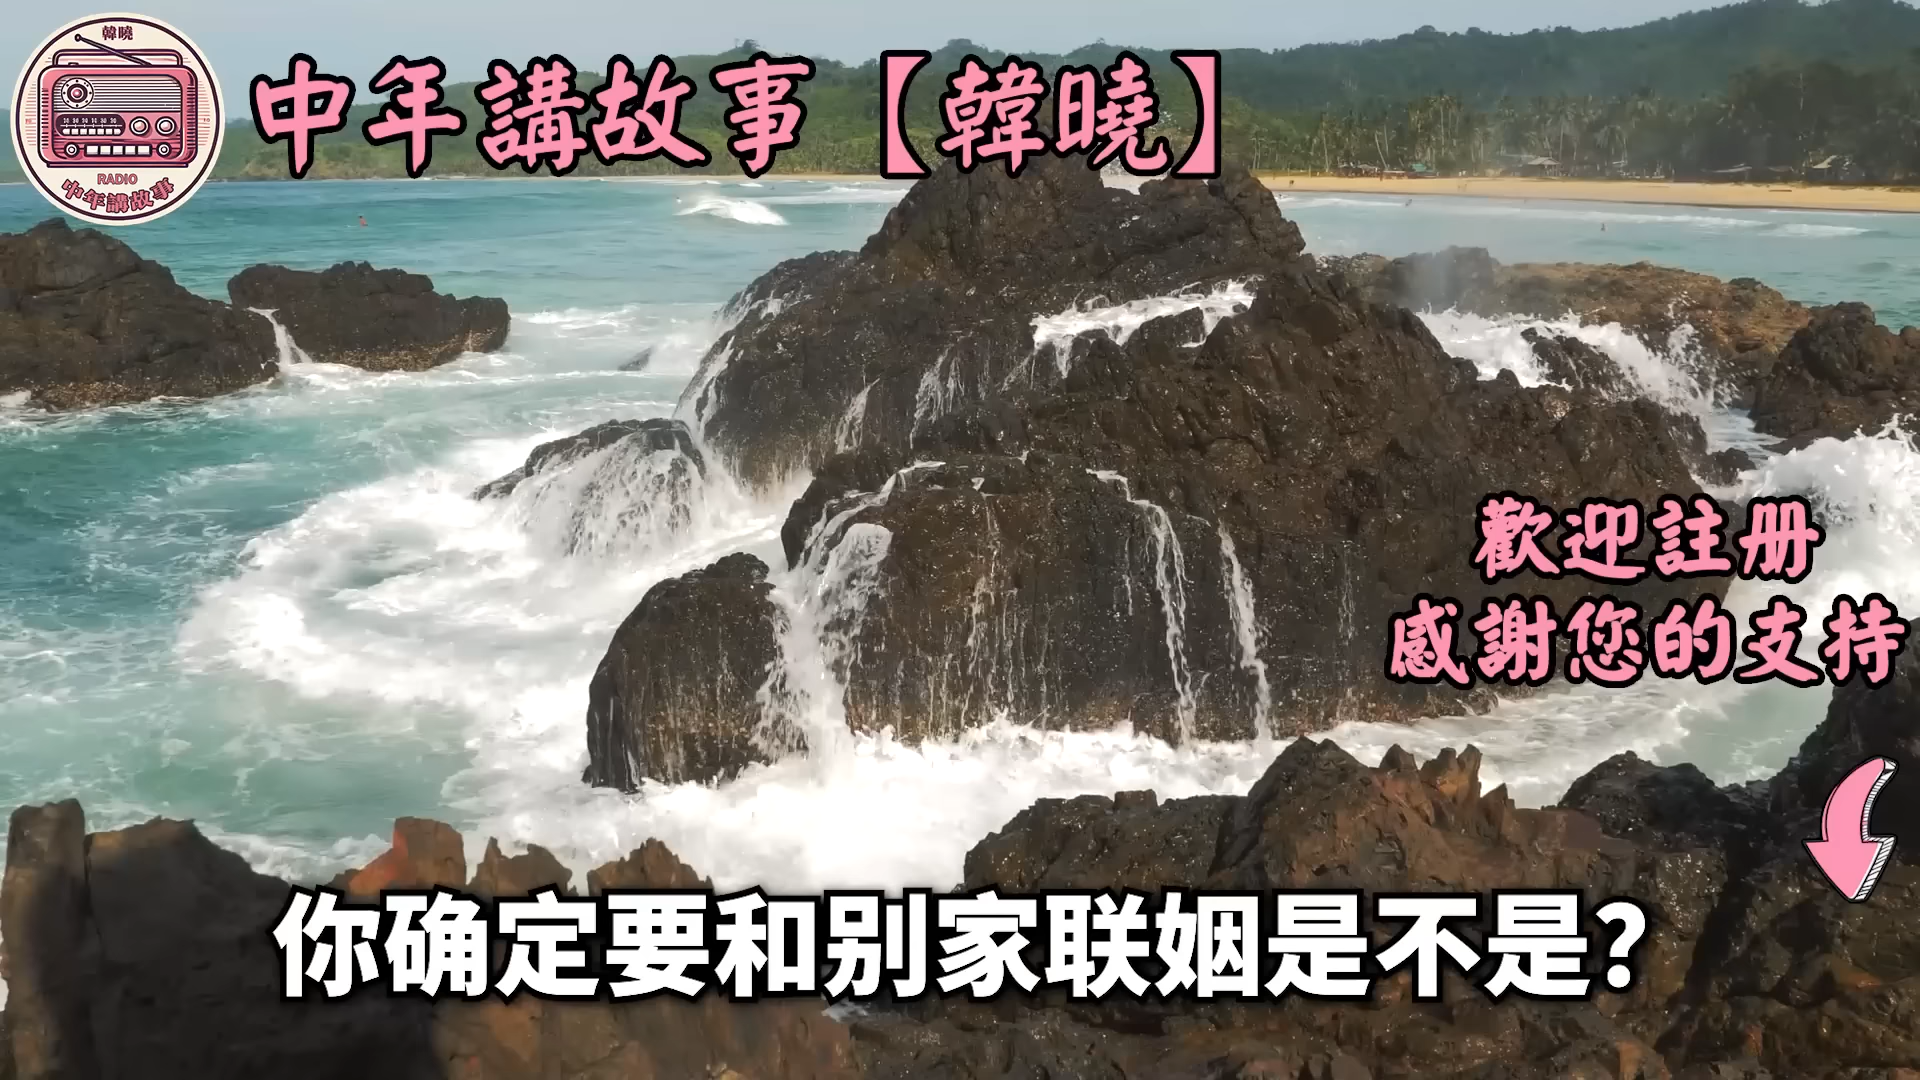 韓曉
RADIO
中年講故事
中年講故事【韓曉】
歡迎註册
感謝您的支持
你确定要和别家联姻是不是?